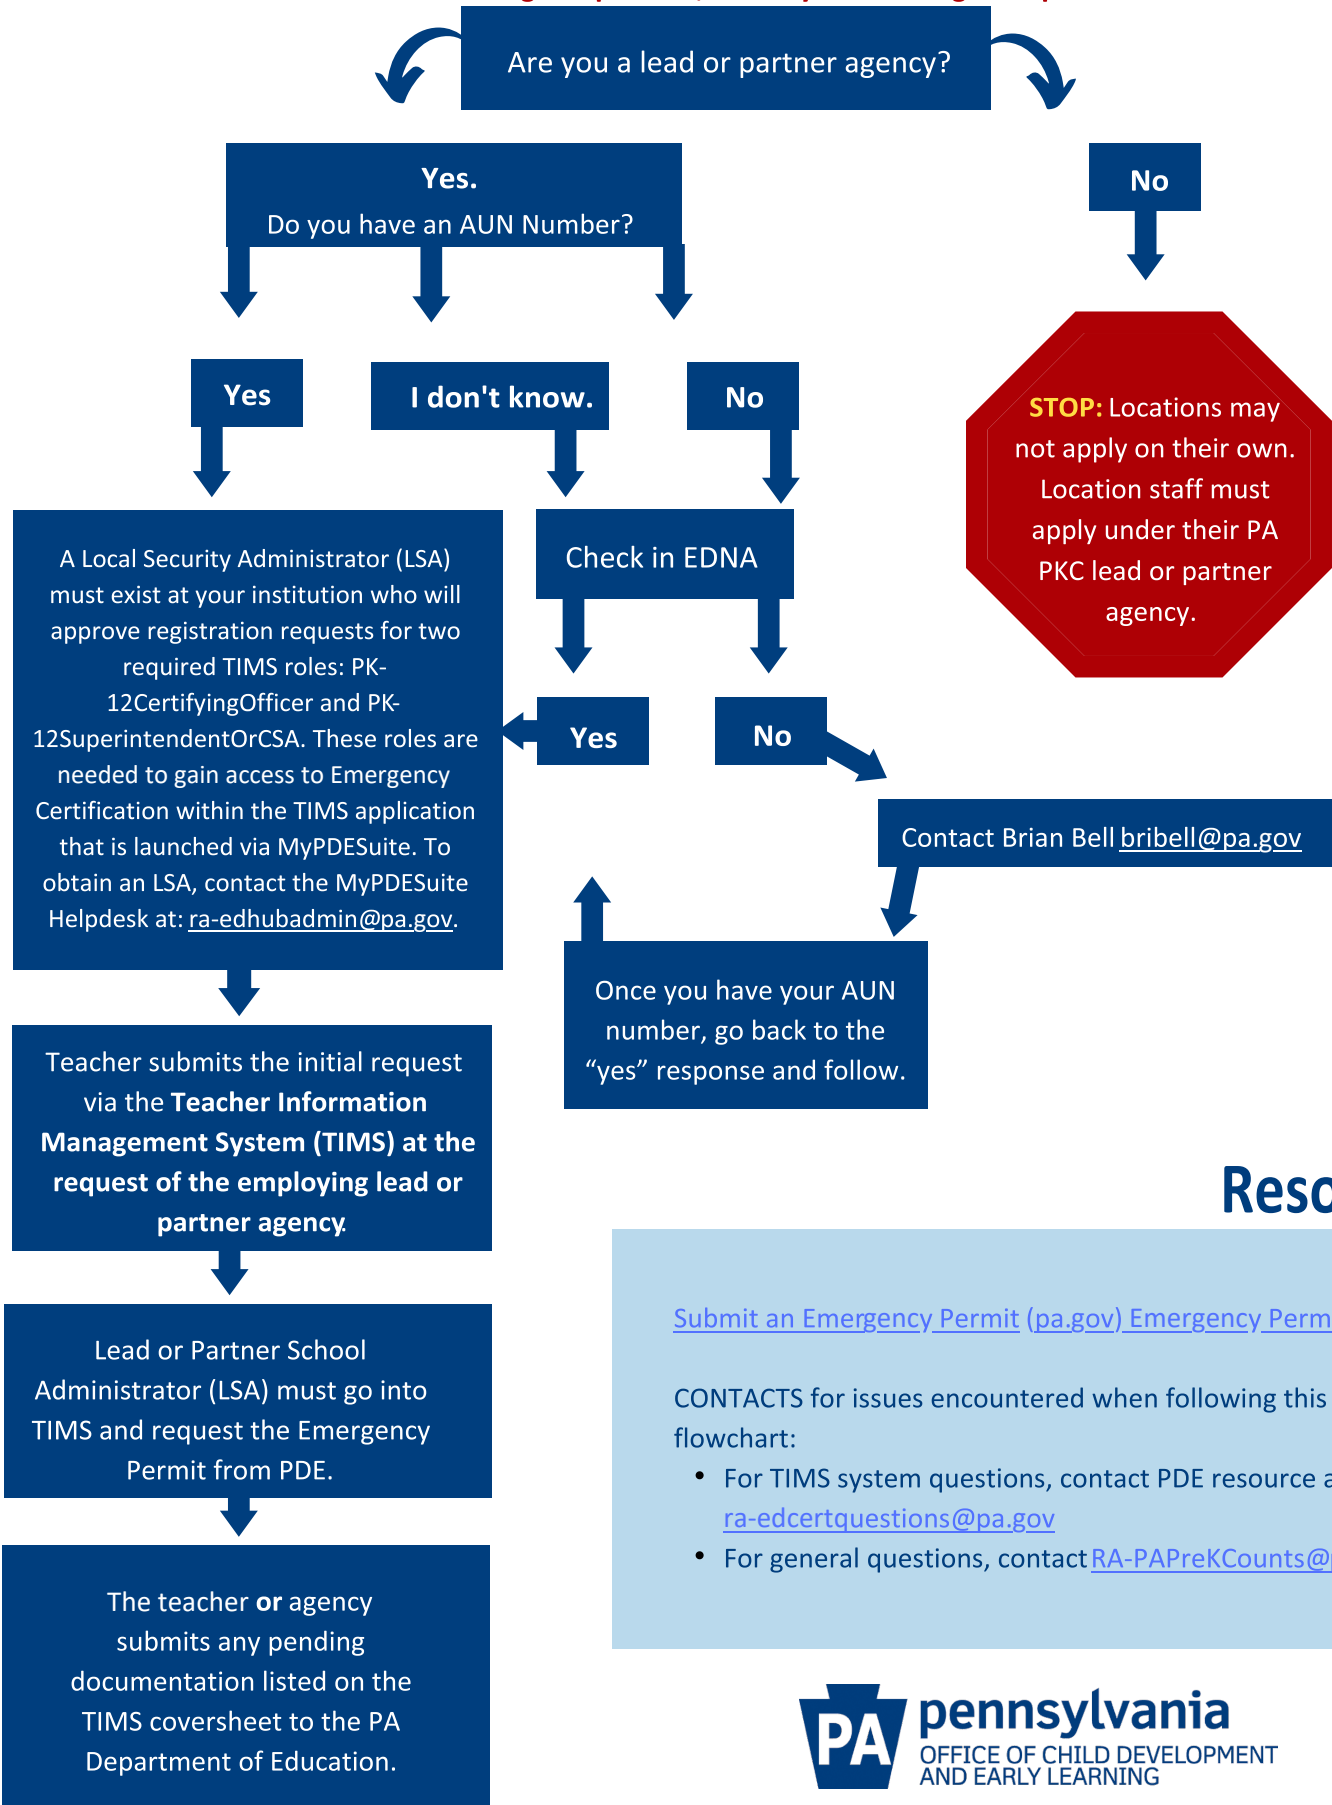 Are you a lead or partner agency?
Yes.
Do you have an AUN Number?
No
Yes
I don't know.
No
STOP: Locations may
not apply on their own.
Location staff must
apply under their PA
PKC lead or partner
agency.
A Local Security Administrator (LSA)
must exist at your institution who will
approve registration requests for two
required TIMS roles: PK-
12CertifyingOfficer and PK-
12SuperintendentOrCSA. These roles are
needed to gain access to Emergency
Certification within the TIMS application
that is launched via MyPDESuite. To
obtain an LSA, contact the MyPDESuite
Helpdesk at: ra-edhubadmin@pa.gov.
Check in EDNA
Yes
No
Contact Brian Bell bribell@pa.gov
Once you have your AUN
number, go back to the
“yes” response and follow.
Teacher submits the initial request
via the Teacher Information
Management System (TIMS) at the
request of the employing lead or
partner agency.
Lead or Partner School
Administrator (LSA) must go into
TIMS and request the Emergency
Permit from PDE.
The teacher or agency
submits any pending
documentation listed on the
TIMS coversheet to the PA
Department of Education.
Reso
Submit an Emergency Permit (pa.gov) Emergency Perm
CONTACTS for issues encountered when following this
flowchart:
• For TIMS system questions, contact PDE resource a
ra-edcertquestions@pa.gov
• For general questions, contact RA-PAPreKCounts@
PA
pennsylvania
OFFICE OF CHILD DEVELOPMENT
AND EARLY LEARNING